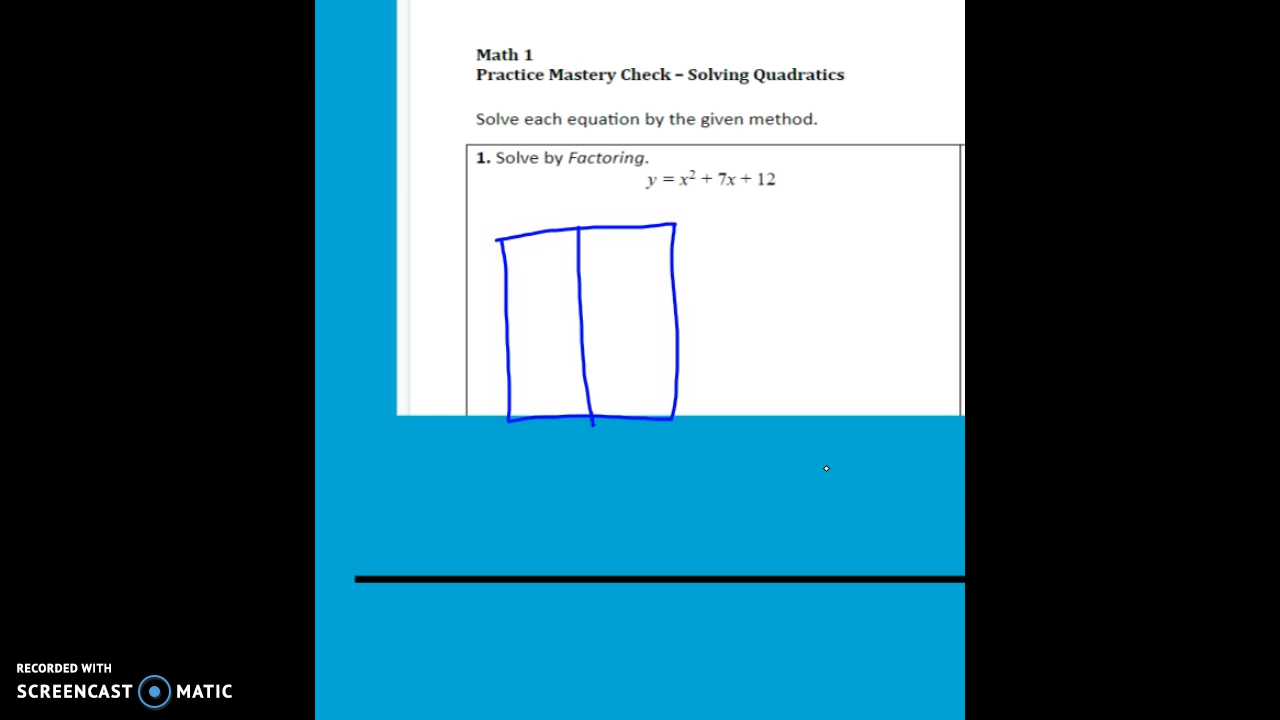 Math 1
Practice Mastery Check – Solving Quadratics
Solve each equation by the given method.
1. Solve by Factoring.
y = x² + 7x + 12
RECORDED WITH
SCREENCAST MATIC